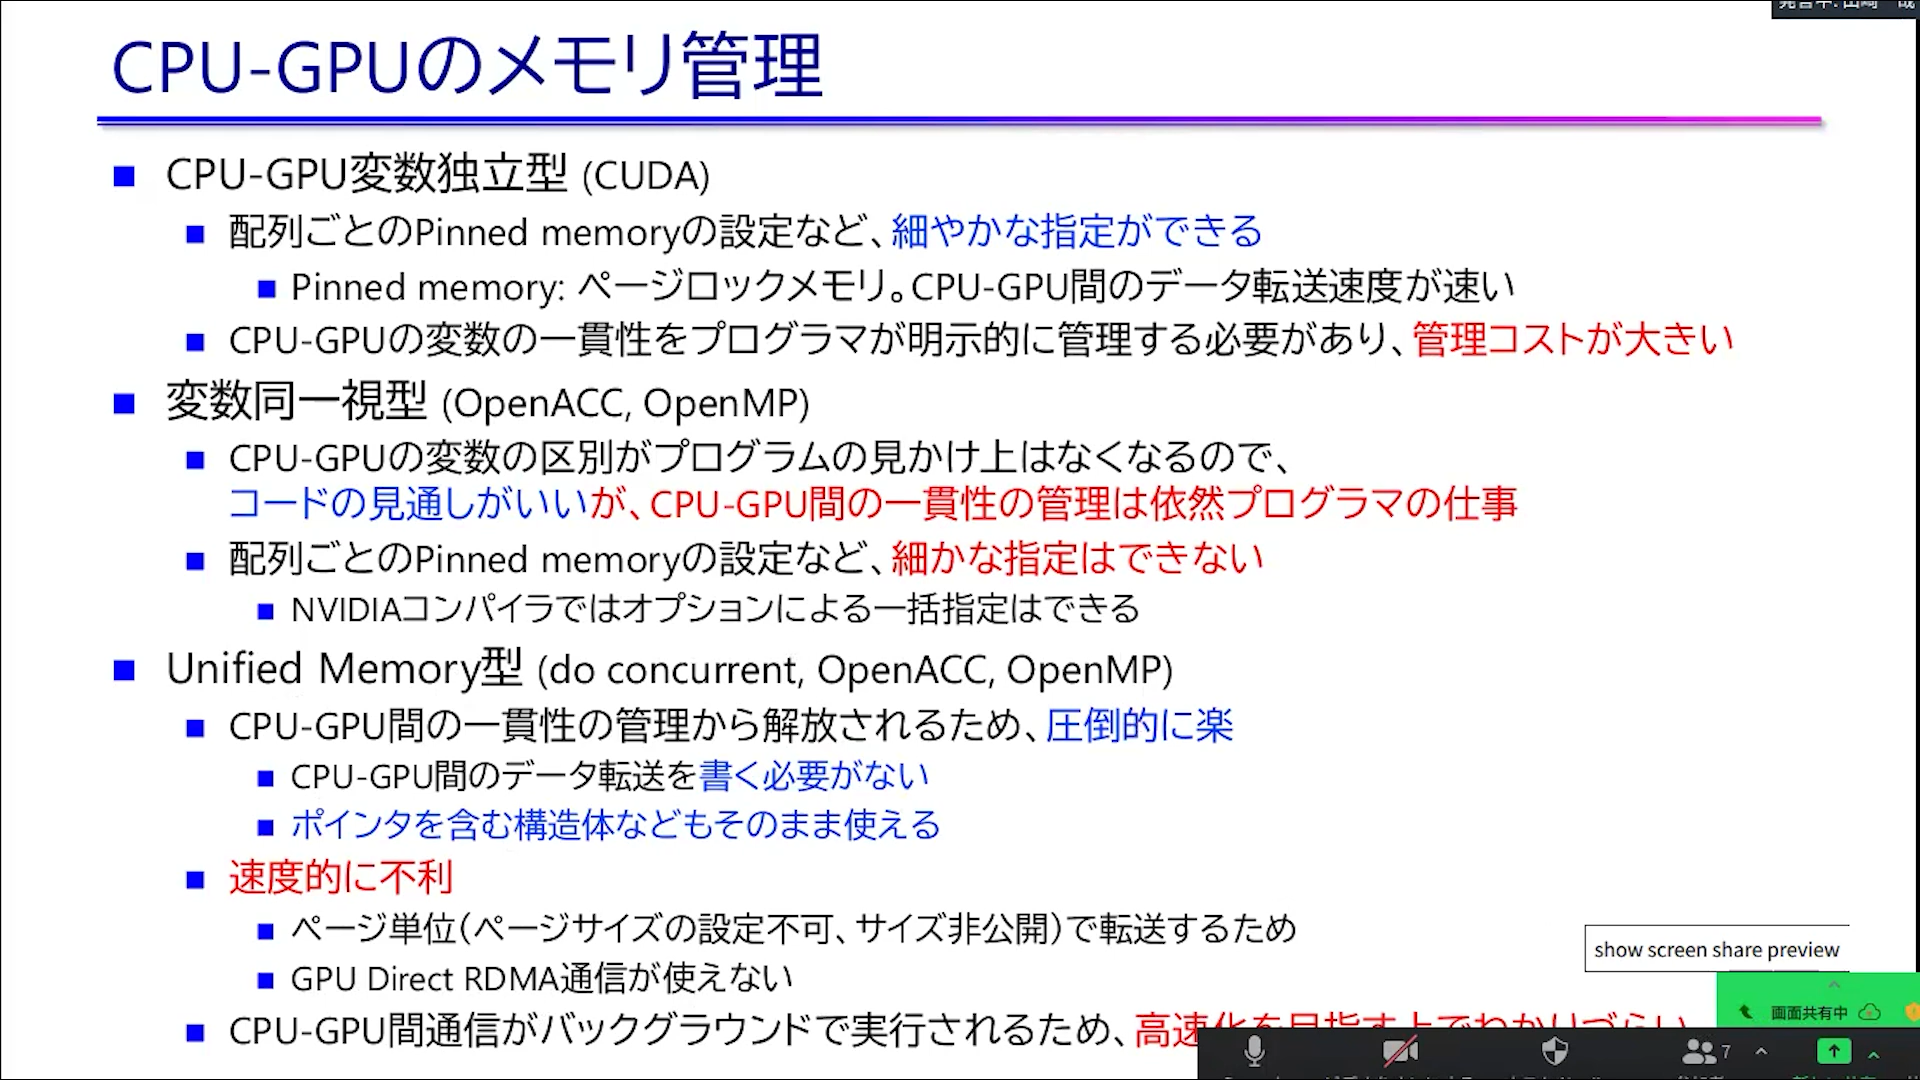 CPU-GPUのメモリ管理
CPU-GPU変数独立型 (CUDA)
配列ごとのPinned memoryの設定など、細やかな指定ができる
Pinned memory: ページロックメモリ。CPU-GPU間のデータ転送速度が速い
CPU-GPUの変数の一貫性をプログラマが明示的に管理する必要があり、管理コストが大きい
変数同一視型 (OpenACC, OpenMP)
CPU-GPUの変数の区別がプログラムの見かけ上はなくなるので、
コードの見通しがいいが、CPU-GPU間の一貫性の管理は依然プログラマの仕事
配列ごとのPinned memoryの設定など、細かな指定はできない
NVIDIAコンパイラではオプションによる一括指定はできる
Unified Memory型 (do concurrent, OpenACC, OpenMP)
CPU-GPU間の一貫性の管理から解放されるため、圧倒的に楽
CPU-GPU間のデータ転送を書く必要がない
ポインタを含む構造体などもそのまま使える
速度的に不利
ページ単位(ページサイズの設定不可、サイズ非公開)で転送するため
GPU Direct RDMA通信が使えない
CPU-GPU間通信がバックグラウンドで実行されるため、高速化を目指す上でわかりづらい
show screen share preview
画面共有中
7